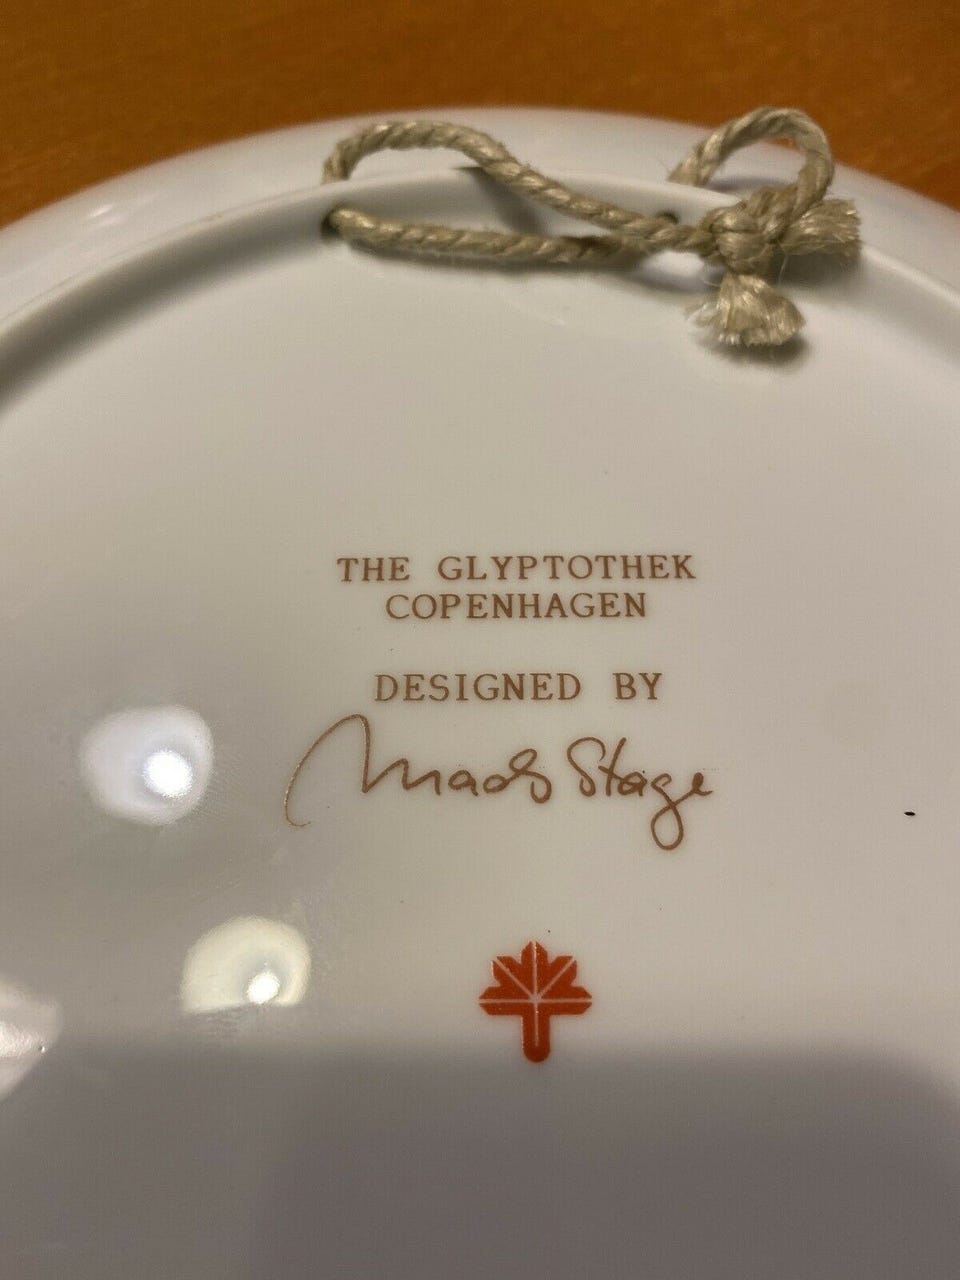 THE GLYPTOTHEK
COPENHAGEN
DESIGNED BY
Mads Stage